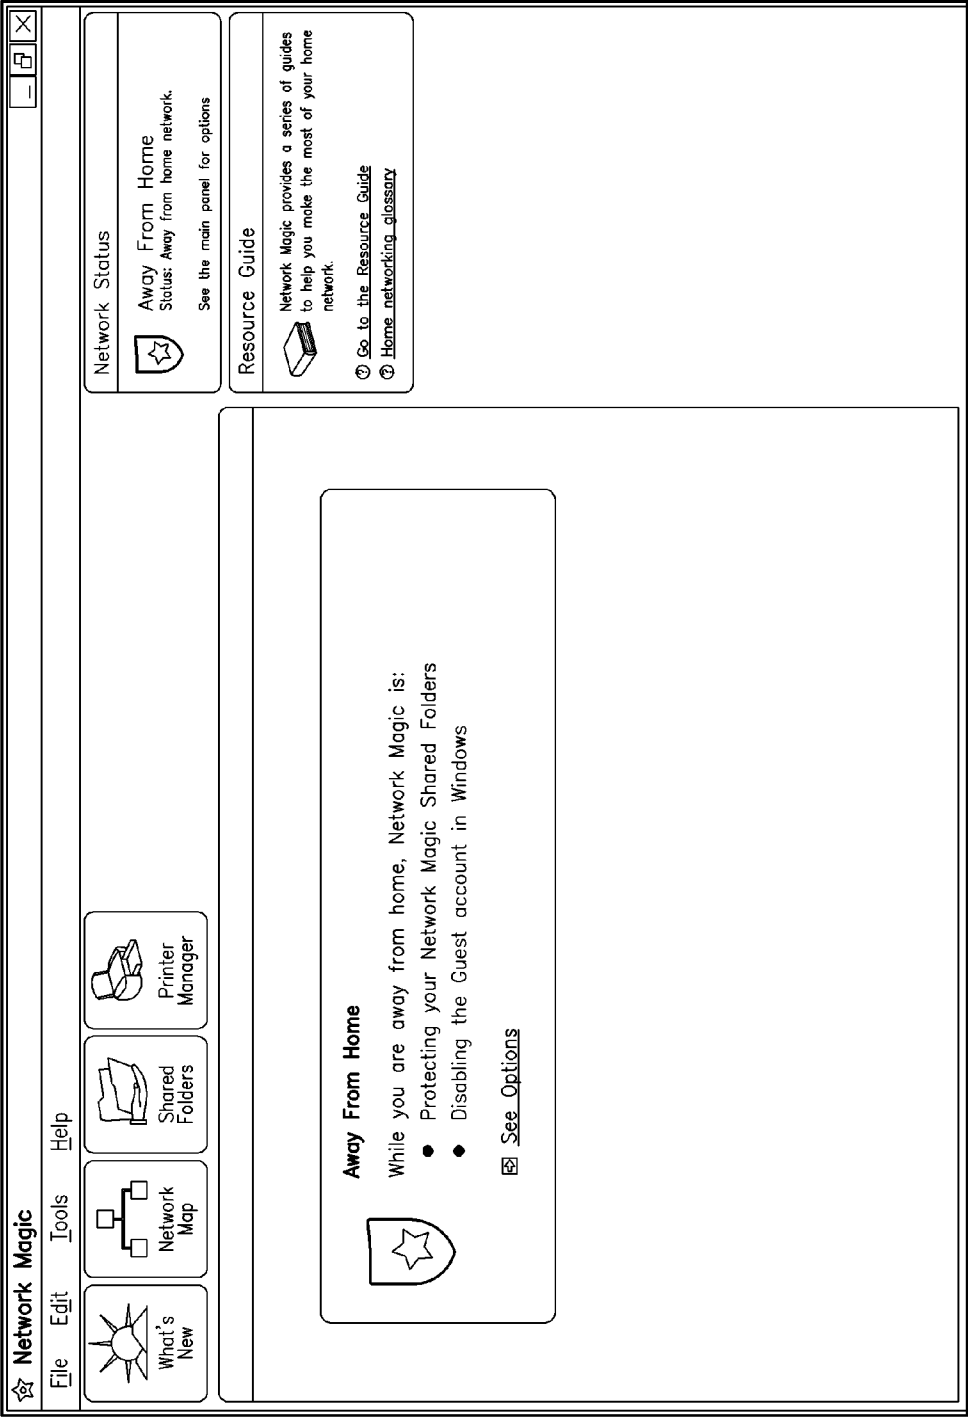 Network Magic
File Edit Tools Help
What's
New
Network
Map
Shared
Folders
Printer
Manager
Away From Home
While you are away from home, Network Magic is:
● Protecting your Network Magic Shared Folders
● Disabling the Guest account in Windows
See Options
Network Status
Away From Home
Status: Away from home network.
See the main panel for options
Resource Guide
Network Magic provides a series of guides
to help you make the most of your home
network.
? Go to the Resource Guide
? Home networking glossary